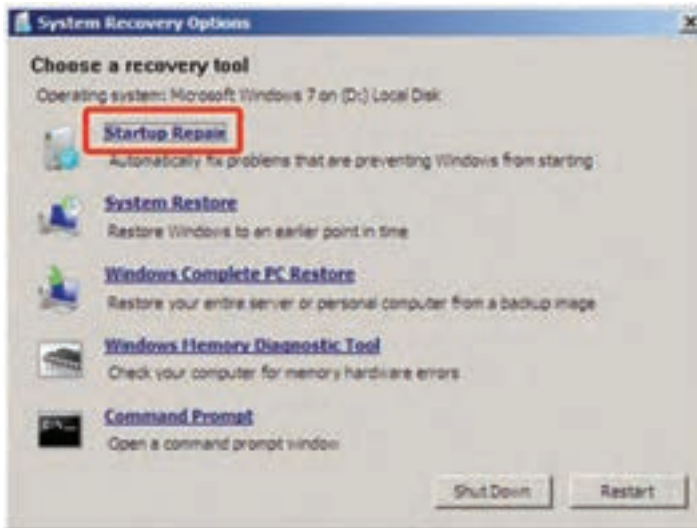 System Recovery Options
Choose a recovery tool
Operating system: Microsoft Windows 7 on (D:) Local Disk
Startup Repair
Automatically fix problems that are preventing Windows from starting
System Restore
Restore Windows to an earlier point in time
Windows Complete PC Restore
Restore your entire server or personal computer from a backup image
Windows Memory Diagnostic Tool
Check your computer for memory hardware errors
Command Prompt
Open a command prompt window
Shut Down
Restart